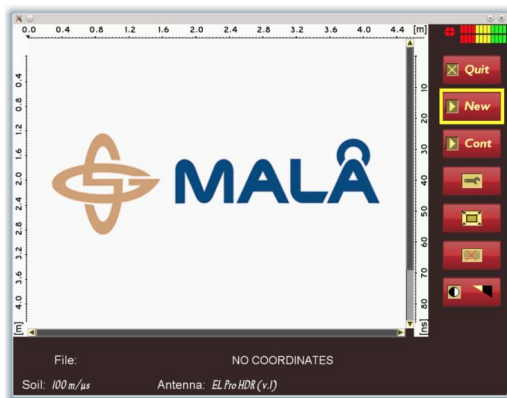 0.0 0.4 0.8 1.2 1.6 2.0 2.4 2.8 3.2 3.6 4.0 4.4 [m]
0.4
0.8
1.2
1.6
2.0
2.4
2.8
3.2
3.6
4.0
[m]
MALÅ
10
20
30
40
50
60
70
80
[ns]
Quit
New
Cont
File: NO COORDINATES
Soil: 100 m/µs Antenna: EL Pro HDR (v.1)